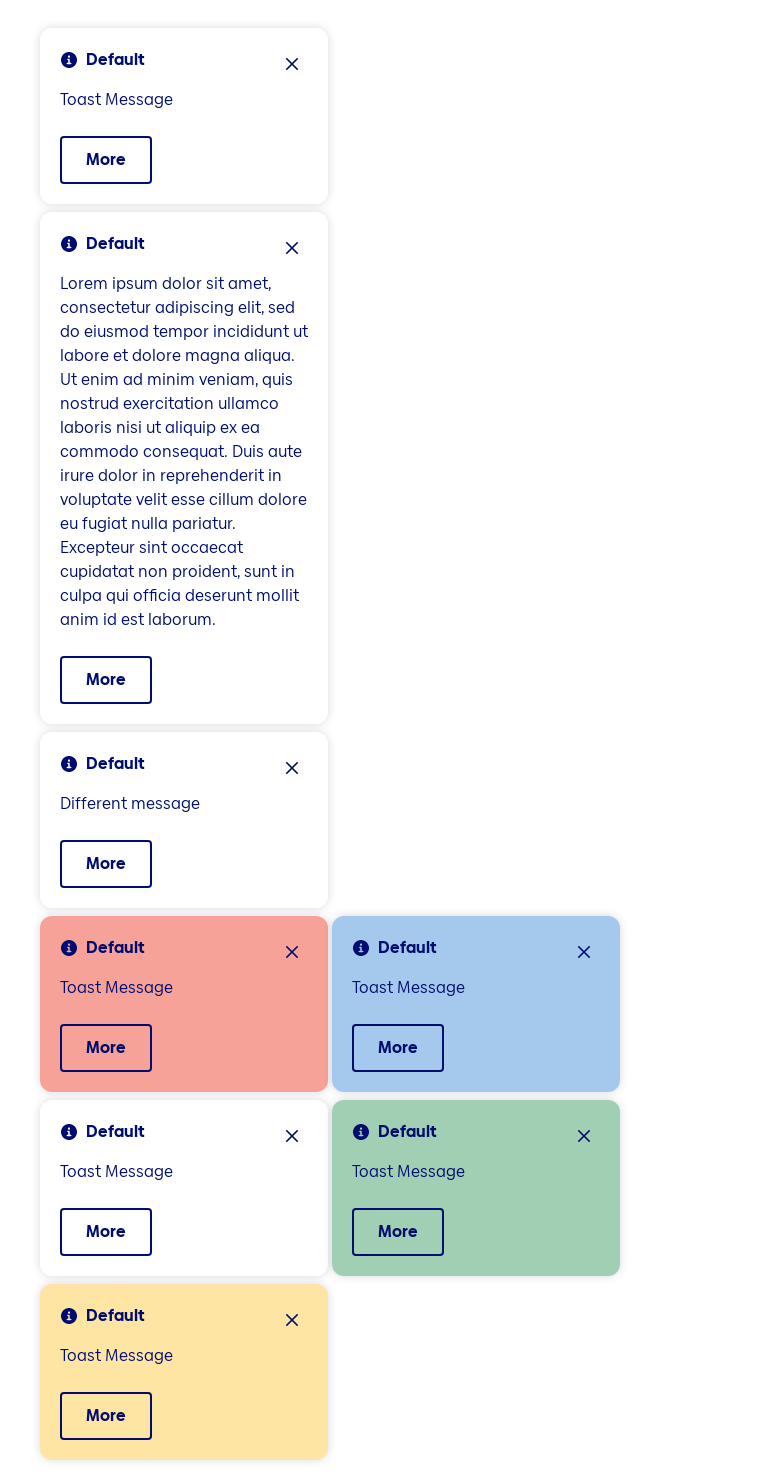 Default
Toast Message
More
Default
Lorem ipsum dolor sit amet,
consectetur adipiscing elit, sed
do eiusmod tempor incididunt ut
labore et dolore magna aliqua.
Ut enim ad minim veniam, quis
nostrud exercitation ullamco
laboris nisi ut aliquip ex ea
commodo consequat. Duis aute
irure dolor in reprehenderit in
voluptate velit esse cillum dolore
eu fugiat nulla pariatur.
Excepteur sint occaecat
cupidatat non proident, sunt in
culpa qui officia deserunt mollit
anim id est laborum.
More
Default
Different message
More
Default
Toast Message
More
Default
Toast Message
More
Default
Toast Message
More
Default
Toast Message
More
Default
Toast Message
More